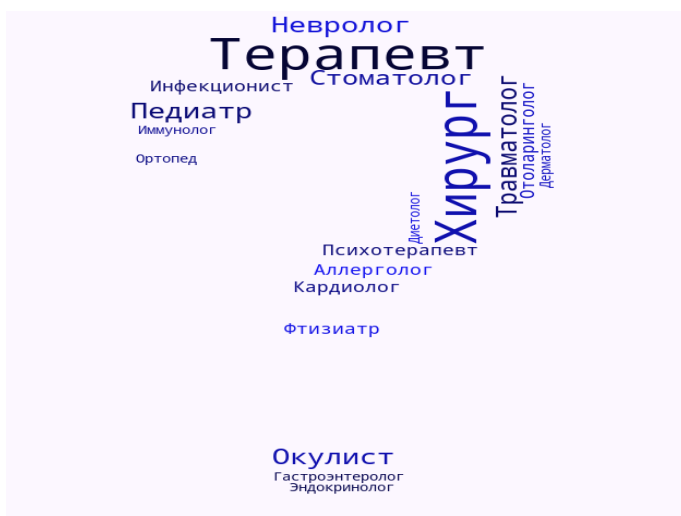 Невролог
Терапевт
Стоматолог
Инфекционист
Педиатр
Иммунолог
Ортопед
Хирург
Травматолог
Отоларинголог
Дерматолог
Диетолог
Психотерапевт
Аллерголог
Кардиолог
Фтизиатр
Окулист
Гастроэнтеролог
Эндокринолог